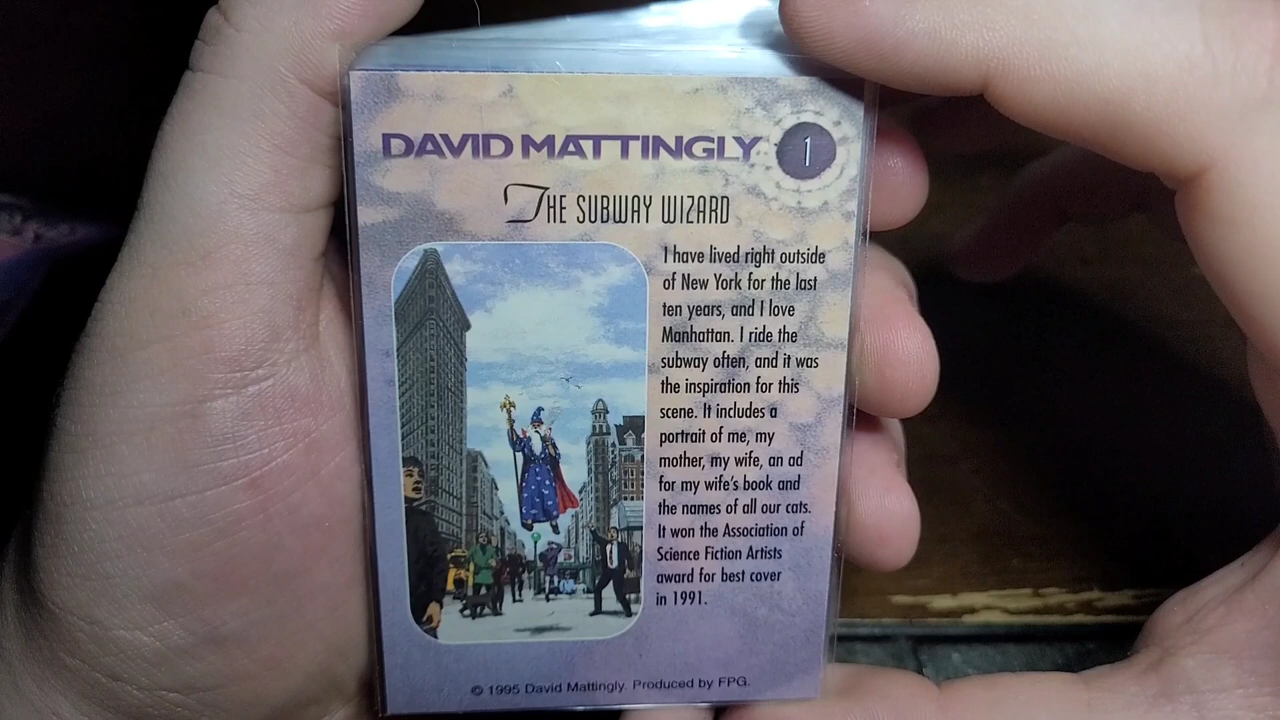 DAVID MATTINGLY 1
THE SUBWAY WIZARD
I have lived right outside
of New York for the last
ten years, and I love
Manhattan. I ride the
subway often, and it was
the inspiration for this
scene. It includes a
portrait of me, my
mother, my wife, an ad
for my wife's book and
the names of all our cats.
It won the Association of
Science Fiction Artists
award for best cover
in 1991.
© 1995 David Mattingly. Produced by FPG.